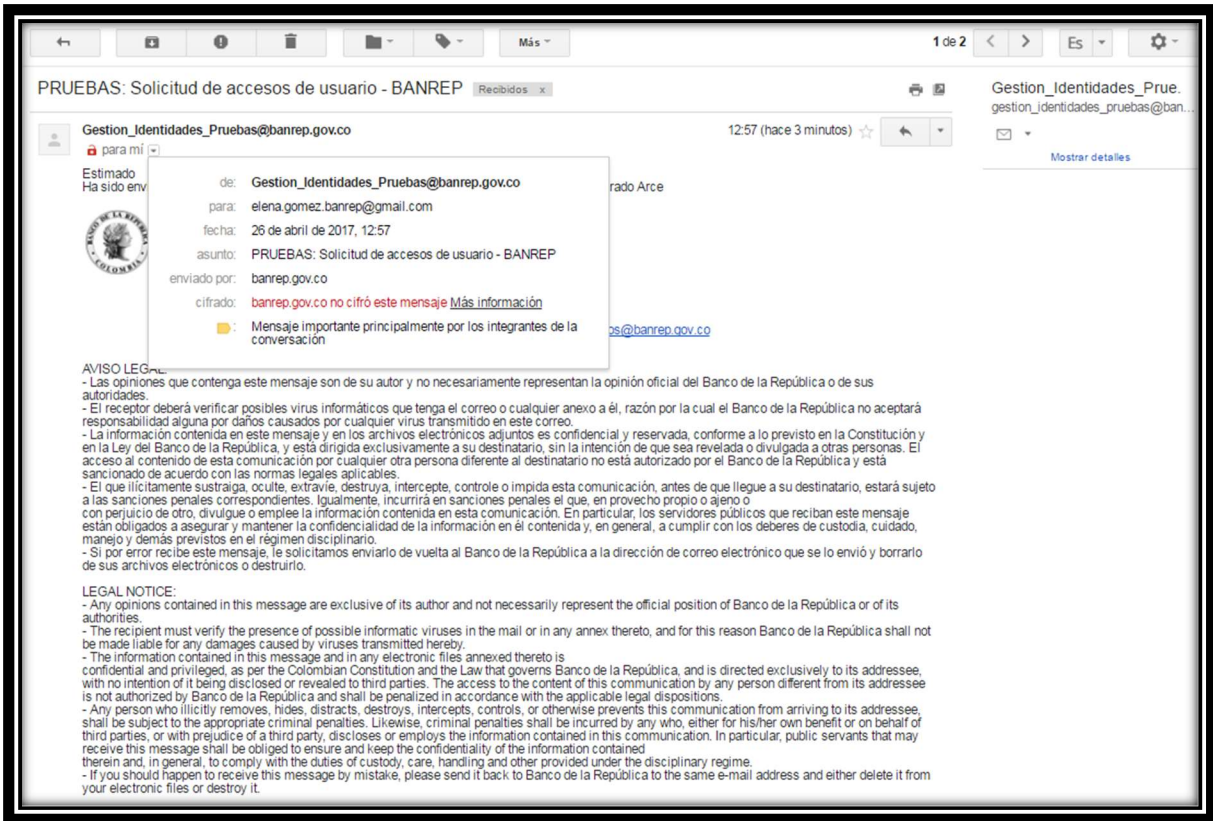 Más
1 de 2
Es
PRUEBAS: Solicitud de accesos de usuario - BANREP Recibidos x
Gestion_Identidades_Prue.
gestion_identidades_pruebas@ban...
Mostrar detalles
Gestion_Identidades_Pruebas@banrep.gov.co 12:57 (hace 3 minutos)
para mí
Estimado
Ha sido env rado Arce
BANCO DE LA REPUBLICA
COLOMBIA
de: Gestion_Identidades_Pruebas@banrep.gov.co
para: elena.gomez.banrep@gmail.com
fecha: 26 de abril de 2017, 12:57
asunto: PRUEBAS: Solicitud de accesos de usuario - BANREP
enviado por: banrep.gov.co
cifrado: banrep.gov.co no cifró este mensaje Más información
: Mensaje importante principalmente por los integrantes de la
conversación
os@banrep.gov.co
AVISO LEGAL:
- Las opiniones que contenga este mensaje son de su autor y no necesariamente representan la opinión oficial del Banco de la República o de sus
autoridades.
- El receptor deberá verificar posibles virus informáticos que tenga el correo o cualquier anexo a él, razón por la cual el Banco de la República no aceptará
responsabilidad alguna por daños causados por cualquier virus transmitido en este correo.
- La información contenida en este mensaje y en los archivos electrónicos adjuntos es confidencial y reservada, conforme a lo previsto en la Constitución y
en la Ley del Banco de la República, y está dirigida exclusivamente a su destinatario, sin la intención de que sea revelada o divulgada a otras personas. El
acceso al contenido de esta comunicación por cualquier otra persona diferente al destinatario no está autorizado por el Banco de la República y está
sancionado de acuerdo con las normas legales aplicables.
- El que ilícitamente sustraiga, oculte, extravíe, destruya, intercepte, controle o impida esta comunicación, antes de que llegue a su destinatario, estará sujeto
a las sanciones penales correspondientes. Igualmente, incurrirá en sanciones penales el que, en provecho propio o ajeno o
con perjuicio de otro, divulgue o emplee la información contenida en esta comunicación. En particular, los servidores públicos que reciban este mensaje
están obligados a asegurar y mantener la confidencialidad de la información en él contenida y, en general, a cumplir con los deberes de custodia, cuidado,
manejo y demás previstos en el régimen disciplinario.
- Si por error recibe este mensaje, le solicitamos enviarlo de vuelta al Banco de la República a la dirección de correo electrónico que se lo envió y borrarlo
de sus archivos electrónicos o destruirlo.
LEGAL NOTICE:
- Any opinions contained in this message are exclusive of its author and not necessarily represent the official position of Banco de la República or of its
authorities.
- The recipient must verify the presence of possible informatic viruses in the mail or in any annex thereto, and for this reason Banco de la República shall not
be made liable for any damages caused by viruses transmitted hereby.
- The information contained in this message and in any electronic files annexed thereto is
confidential and privileged, as per the Colombian Constitution and the Law that governs Banco de la República, and is directed exclusively to its addressee,
with no intention of it being disclosed or revealed to third parties. The access to the content of this communication by any person different from its addressee
is not authorized by Banco de la República and shall be penalized in accordance with the applicable legal dispositions.
- Any person who illicitly removes, hides, distracts, destroys, intercepts, controls, or otherwise prevents this communication from arriving to its addressee,
shall be subject to the appropriate criminal penalties. Likewise, criminal penalties shall be incurred by any who, either for his/her own benefit or on behalf of
third parties, or with prejudice of a third party, discloses or employs the information contained in this communication. In particular, public servants that may
receive this message shall be obliged to ensure and keep the confidentiality of the information contained
therein and, in general, to comply with the duties of custody, care, handling and other provided under the disciplinary regime.
- If you should happen to receive this message by mistake, please send it back to Banco de la República to the same e-mail address and either delete it from
your electronic files or destroy it.